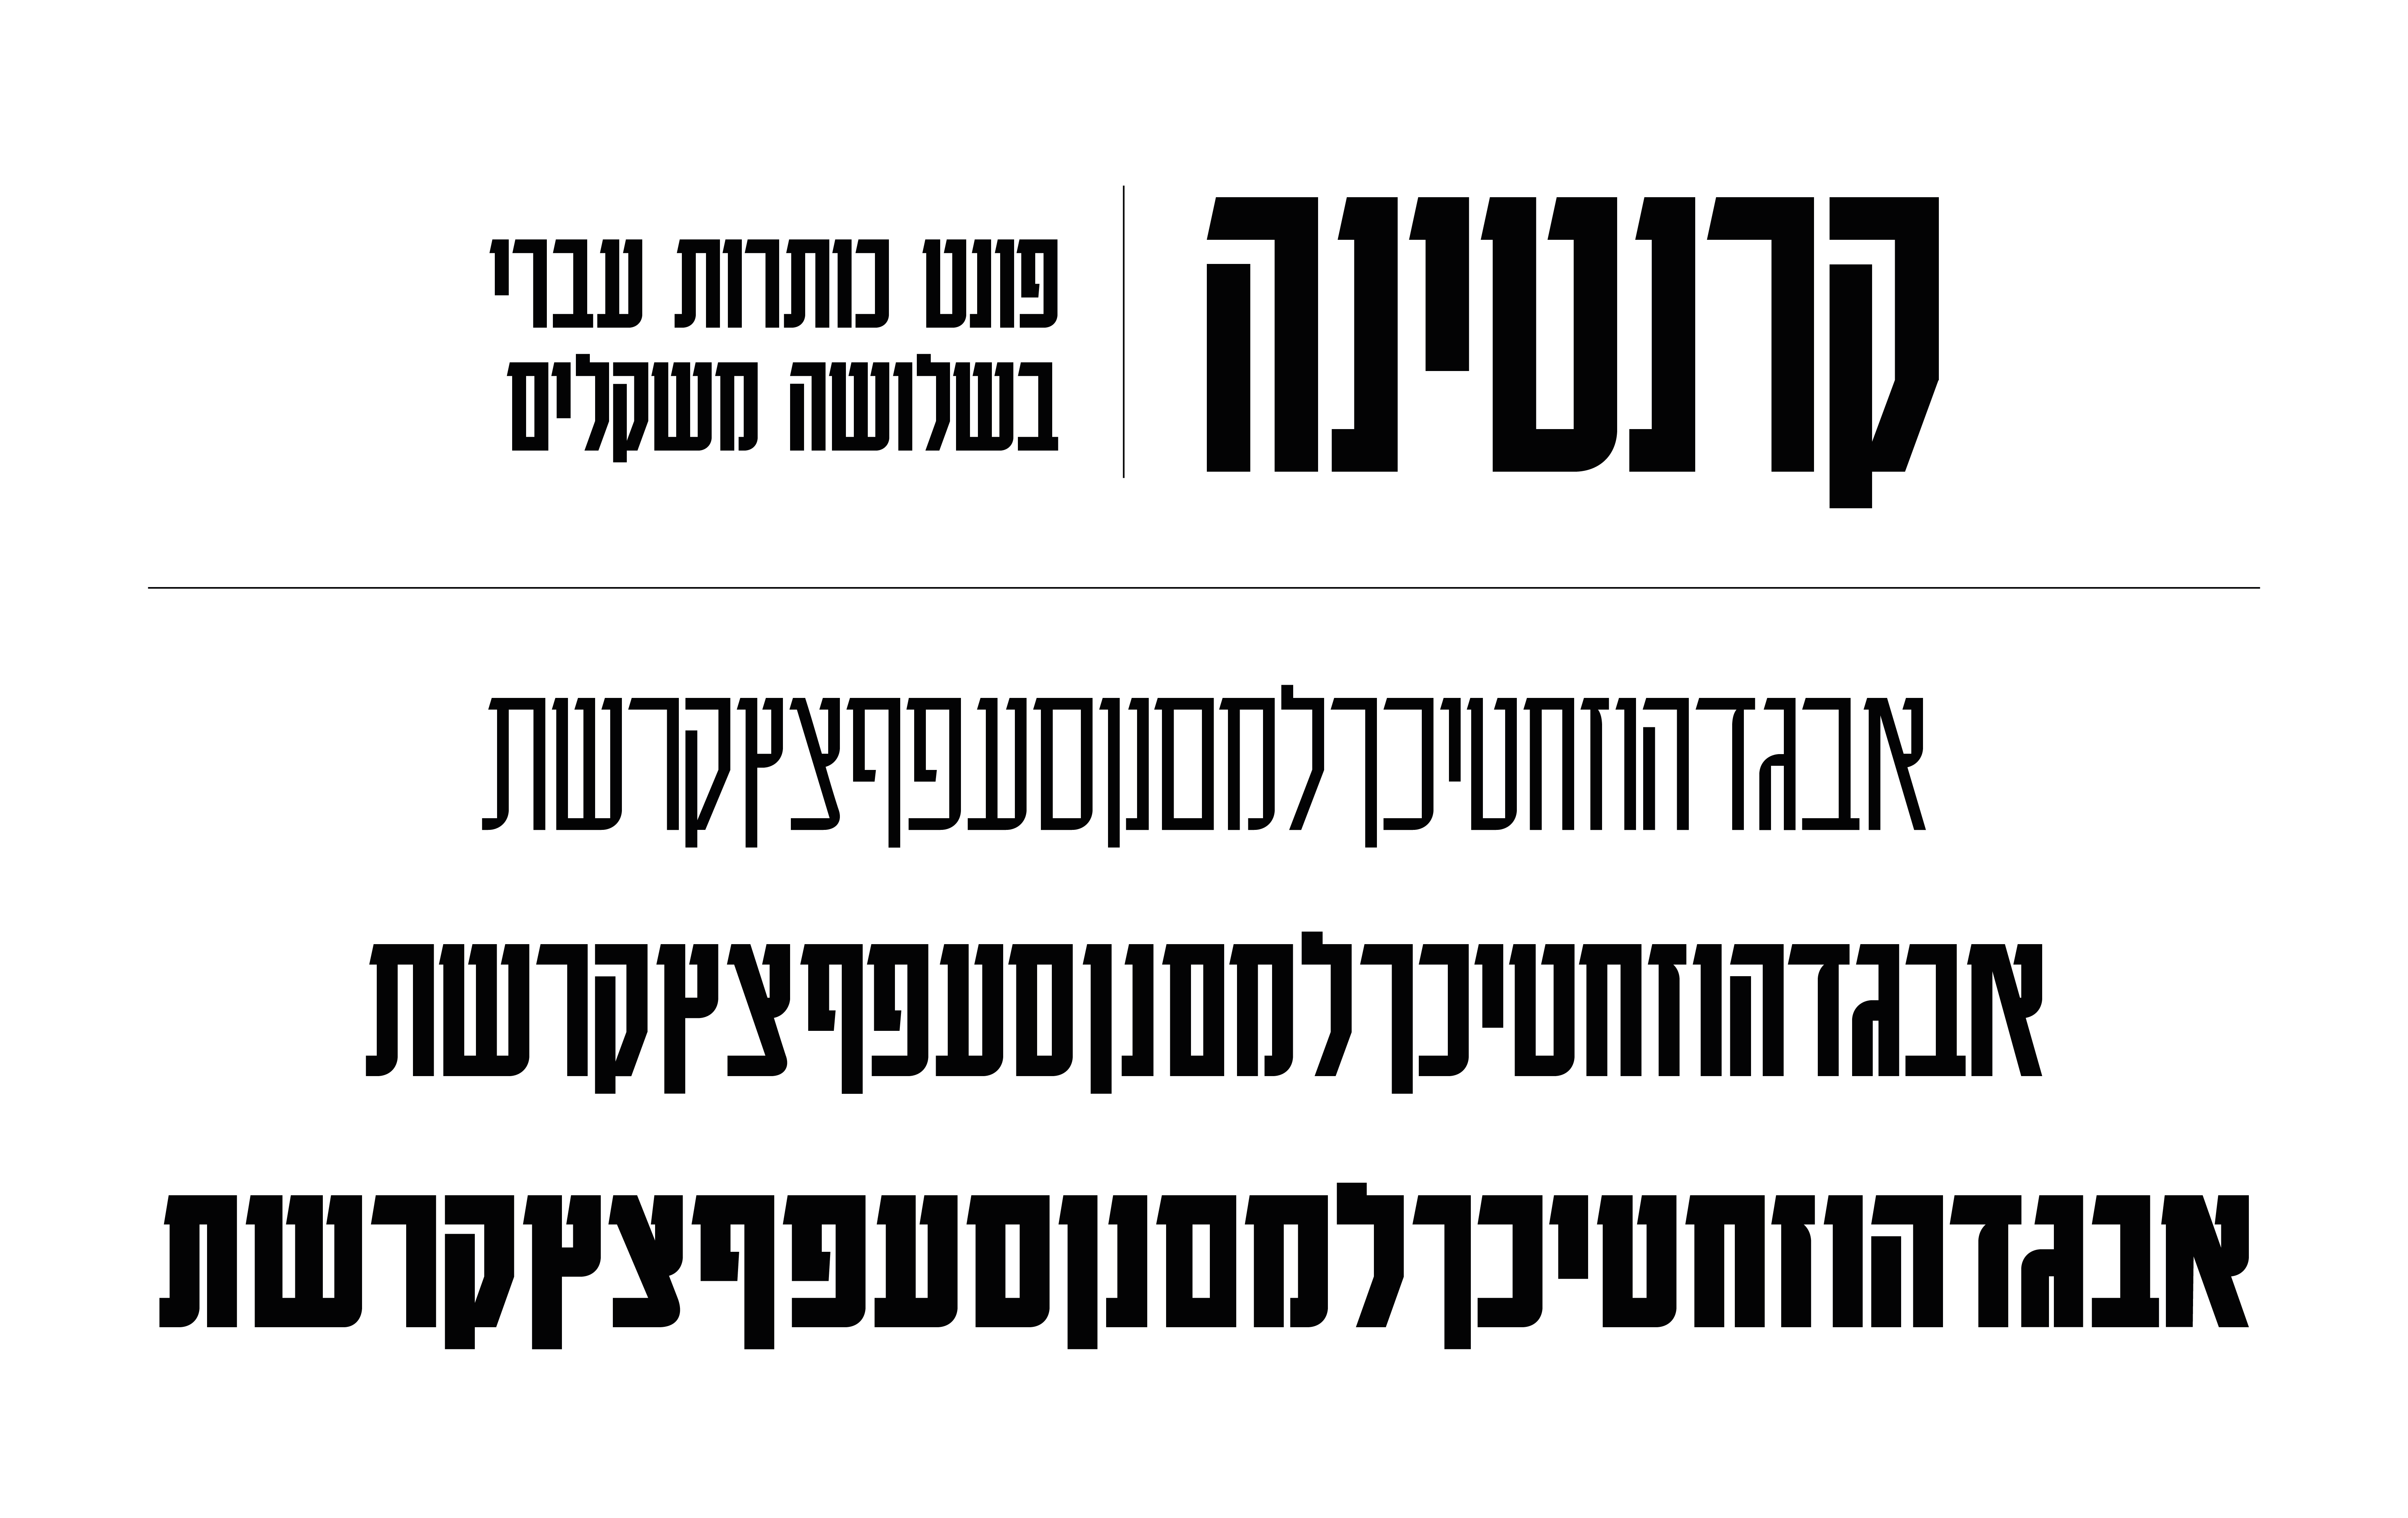 קרנטינה
פונט כותרות עברי
בשלושה משקלים
אבגדהוזחטיכךלמםנןסעפףצץקרשת
אבגדהוזחטיכךלמםנןסעפףצץקרשת
אבגדהוזחטיכךלמםנןסעפףצץקרשת